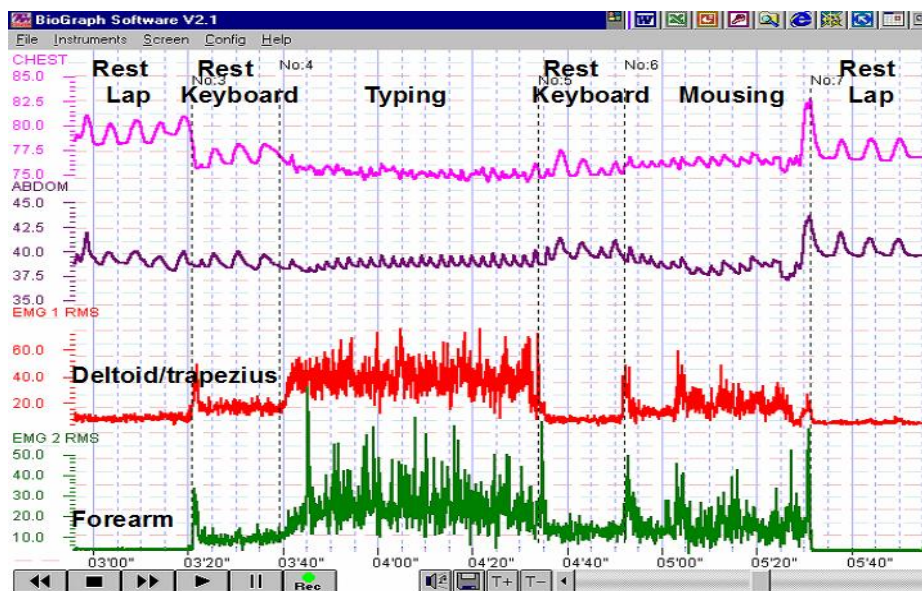 BioGraph Software V2.1
File Instruments Screen Config Help
CHEST
Rest Rest No:4 Rest No:6 Rest
85.0
No:3 No:5 No:7
Lap Keyboard Typing Keyboard Mousing Lap
82.5
80.0
77.5
75.0
ABDOM
45.0
42.5
40.0
37.5
35.0
EMG 1 RMS
60.0
40.0
Deltoid/trapezius
20.0
EMG 2 RMS
50.0
40.0
30.0
20.0
Forearm
10.0
03'00" 03'20" 03'40" 04'00" 04'20" 04'40" 05'00" 05'20" 05'40"
Rec T+ T-